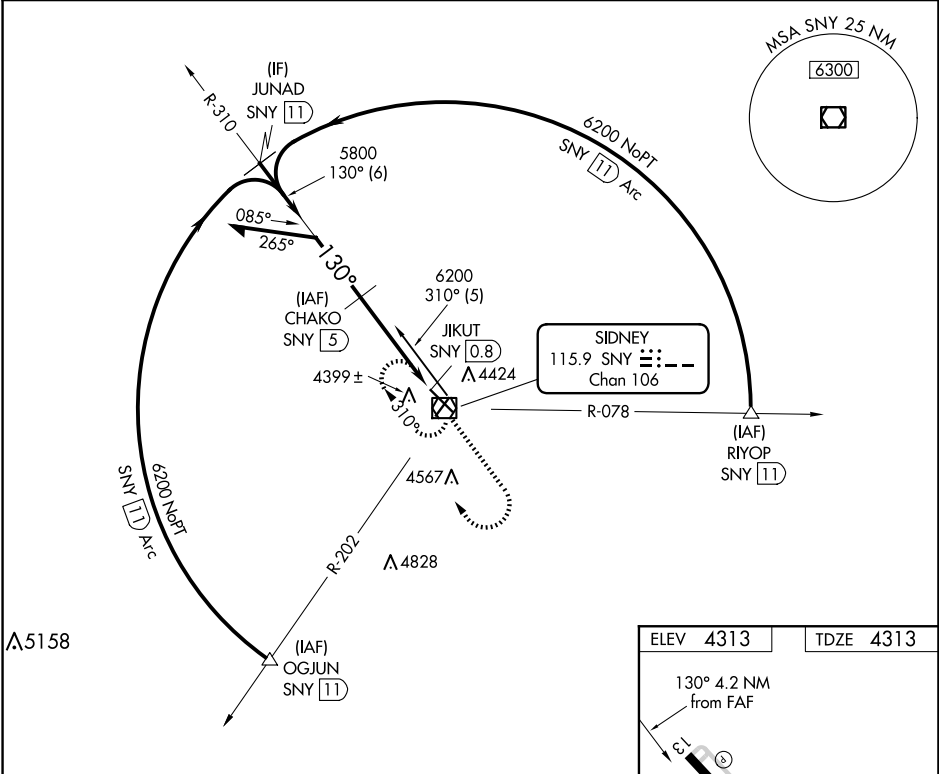 MSA SNY 25 NM
6300
(IF)
JUNAD
SNY 11
R-310
5800
130° (6)
6200 NoPT
SNY 11 Arc
085°
265°
130°
6200
310° (5)
(IAF)
CHAKO
SNY 5
JIKUT
SNY 0.8
4424
4399 ±
310°
SIDNEY
115.9 SNY
Chan 106
R-078
(IAF)
RIYOP
SNY 11
4567
6200 NoPT
SNY 11 Arc
R-202
4828
5158
(IAF)
OGJUN
SNY 11
ELEV 4313
TDZE 4313
130° 4.2 NM
from FAF
13
P